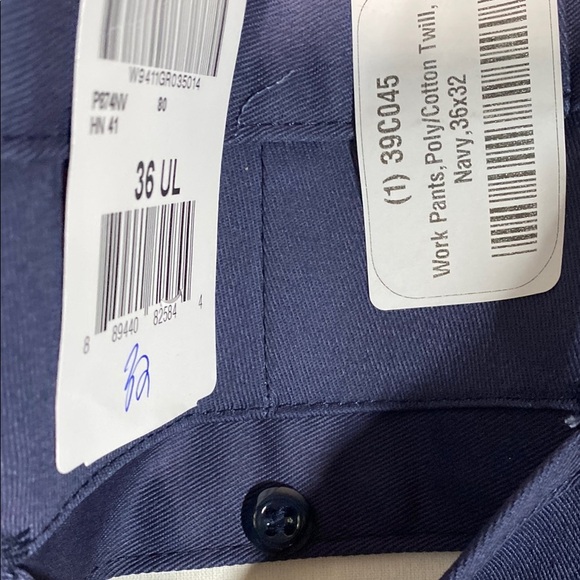 W9411GR035014
P874NV 80
HN 41
36 UL
8 89440 82584 4
32
(1) 39C045
Work Pants,Poly/Cotton Twill,
Navy,36x32